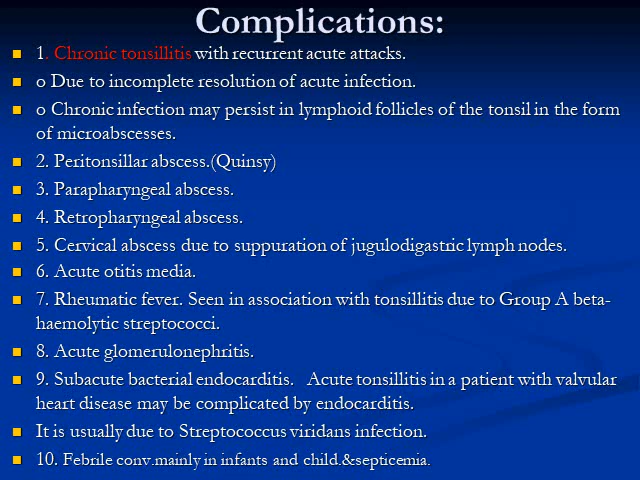 Complications:
1. Chronic tonsillitis with recurrent acute attacks.
o Due to incomplete resolution of acute infection.
o Chronic infection may persist in lymphoid follicles of the tonsil in the form
of microabscesses.
2. Peritonsillar abscess.(Quinsy)
3. Parapharyngeal abscess.
4. Retropharyngeal abscess.
5. Cervical abscess due to suppuration of jugulodigastric lymph nodes.
6. Acute otitis media.
7. Rheumatic fever. Seen in association with tonsillitis due to Group A beta-
haemolytic streptococci.
8. Acute glomerulonephritis.
9. Subacute bacterial endocarditis. Acute tonsillitis in a patient with valvular
heart disease may be complicated by endocarditis.
It is usually due to Streptococcus viridans infection.
10. Febrile conv.mainly in infants and child.&septicemia.